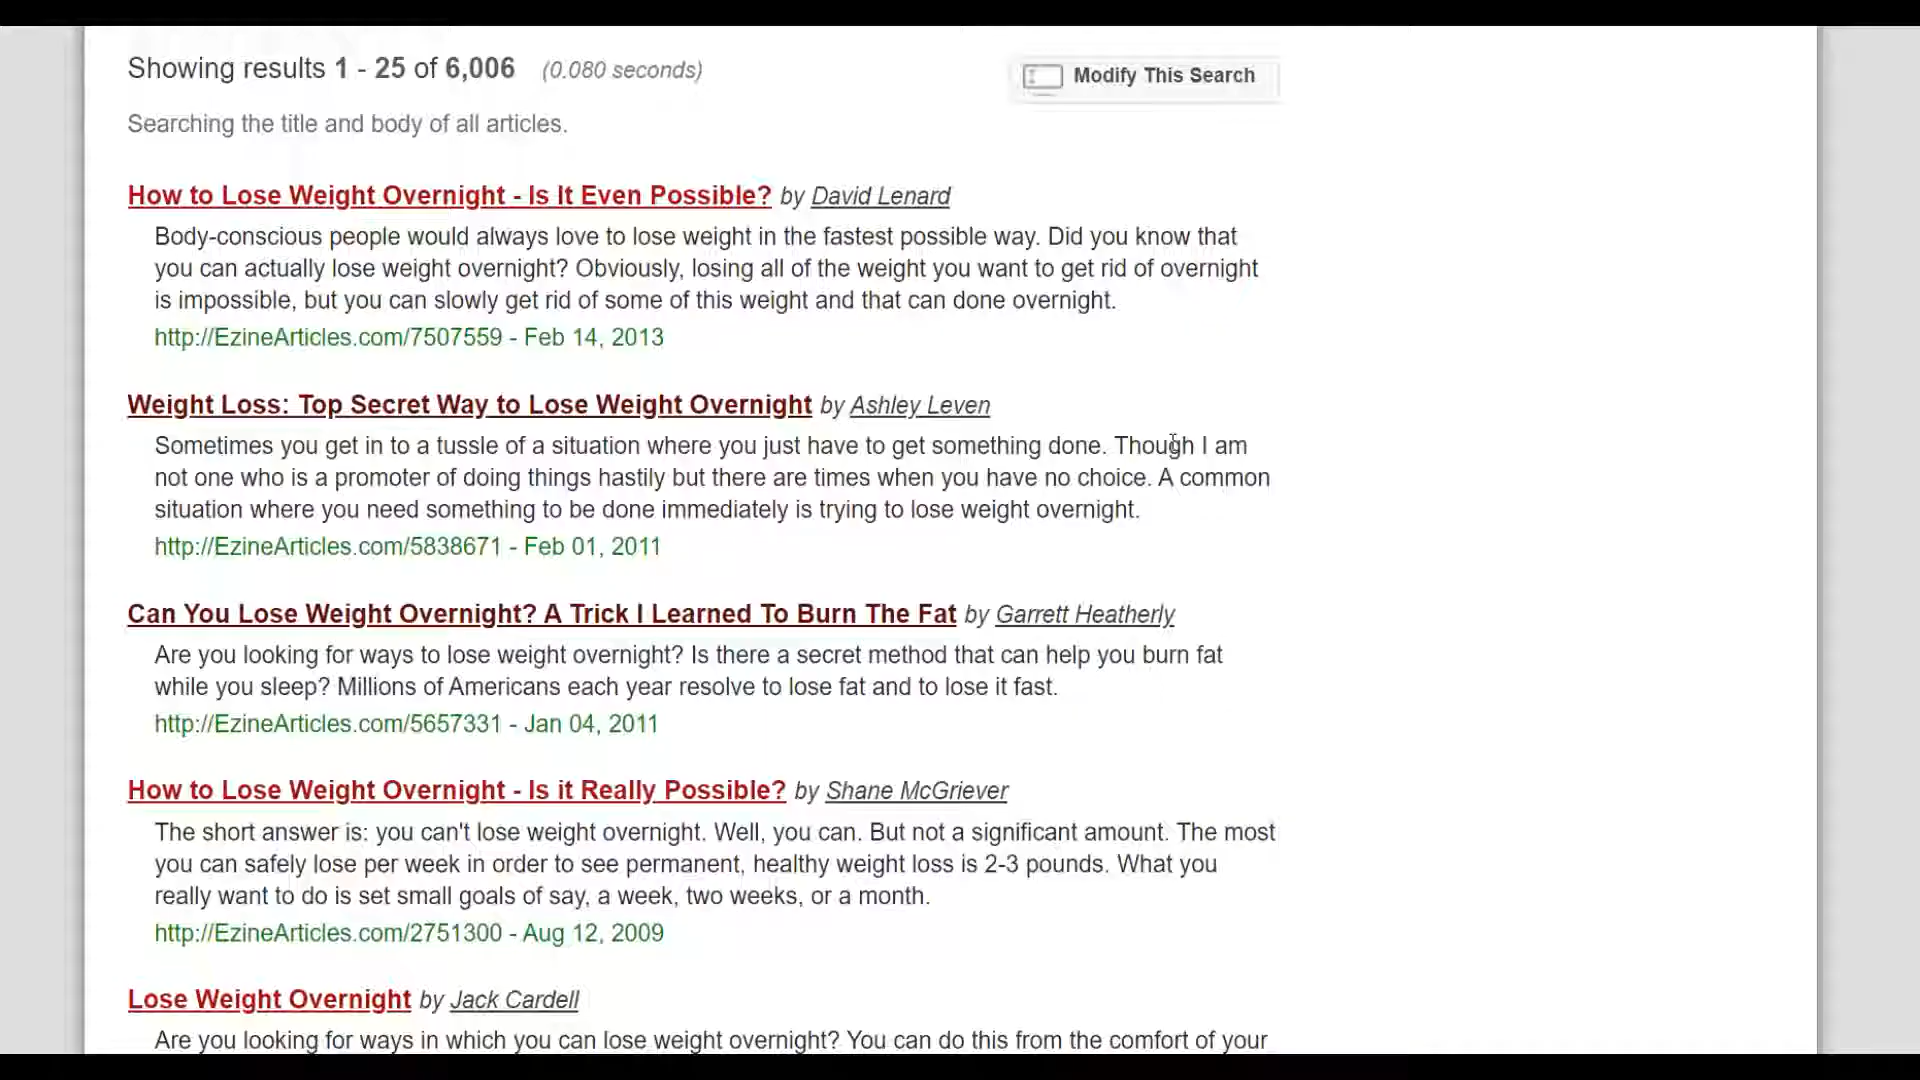 Showing results 1 - 25 of 6,006 (0.080 seconds)
Modify This Search
Searching the title and body of all articles.
How to Lose Weight Overnight - Is It Even Possible? by David Lenard
Body-conscious people would always love to lose weight in the fastest possible way. Did you know that
you can actually lose weight overnight? Obviously, losing all of the weight you want to get rid of overnight
is impossible, but you can slowly get rid of some of this weight and that can done overnight.
http://EzineArticles.com/7507559 - Feb 14, 2013
Weight Loss: Top Secret Way to Lose Weight Overnight by Ashley Leven
Sometimes you get in to a tussle of a situation where you just have to get something done. Though I am
not one who is a promoter of doing things hastily but there are times when you have no choice. A common
situation where you need something to be done immediately is trying to lose weight overnight.
http://EzineArticles.com/5838671 - Feb 01, 2011
Can You Lose Weight Overnight? A Trick I Learned To Burn The Fat by Garrett Heatherly
Are you looking for ways to lose weight overnight? Is there a secret method that can help you burn fat
while you sleep? Millions of Americans each year resolve to lose fat and to lose it fast.
http://EzineArticles.com/5657331 - Jan 04, 2011
How to Lose Weight Overnight - Is it Really Possible? by Shane McGriever
The short answer is: you can't lose weight overnight. Well, you can. But not a significant amount. The most
you can safely lose per week in order to see permanent, healthy weight loss is 2-3 pounds. What you
really want to do is set small goals of say, a week, two weeks, or a month.
http://EzineArticles.com/2751300 - Aug 12, 2009
Lose Weight Overnight by Jack Cardell
Are you looking for ways in which you can lose weight overnight? You can do this from the comfort of your